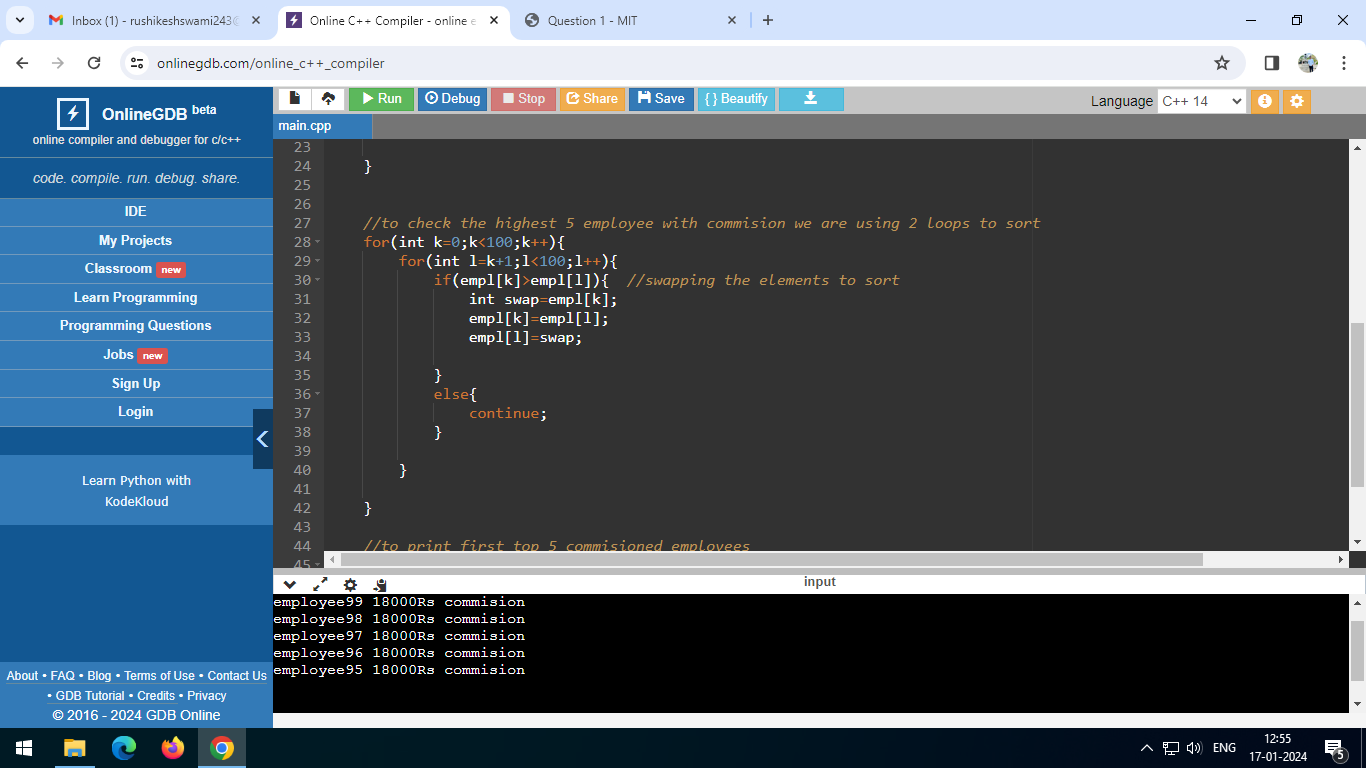 Inbox (1) - rushikeshswami243@
Online C++ Compiler - online e
Question 1 - MIT
onlinegdb.com/online_c++_compiler
OnlineGDB beta
online compiler and debugger for c/c++
code. compile. run. debug. share.
IDE
My Projects
Classroom new
Learn Programming
Programming Questions
Jobs new
Sign Up
Login
Learn Python with
KodeKloud
About • FAQ • Blog • Terms of Use • Contact Us
• GDB Tutorial • Credits • Privacy
© 2016 - 2024 GDB Online
Run Debug Stop Share Save { } Beautify
Language C++ 14
main.cpp
23
24 }
25
26
27 //to check the highest 5 employee with commision we are using 2 loops to sort
28 for(int k=0;k<100;k++){
29 for(int l=k+1;l<100;l++){
30 if(empl[k]>empl[l]){ //swapping the elements to sort
31 int swap=empl[k];
32 empl[k]=empl[l];
33 empl[l]=swap;
34
35 }
36 else{
37 continue;
38 }
39
40 }
41
42 }
43
44 //to print first top 5 commisioned employees
45
input
employee99 18000Rs commision
employee98 18000Rs commision
employee97 18000Rs commision
employee96 18000Rs commision
employee95 18000Rs commision
ENG
12:55
17-01-2024
5